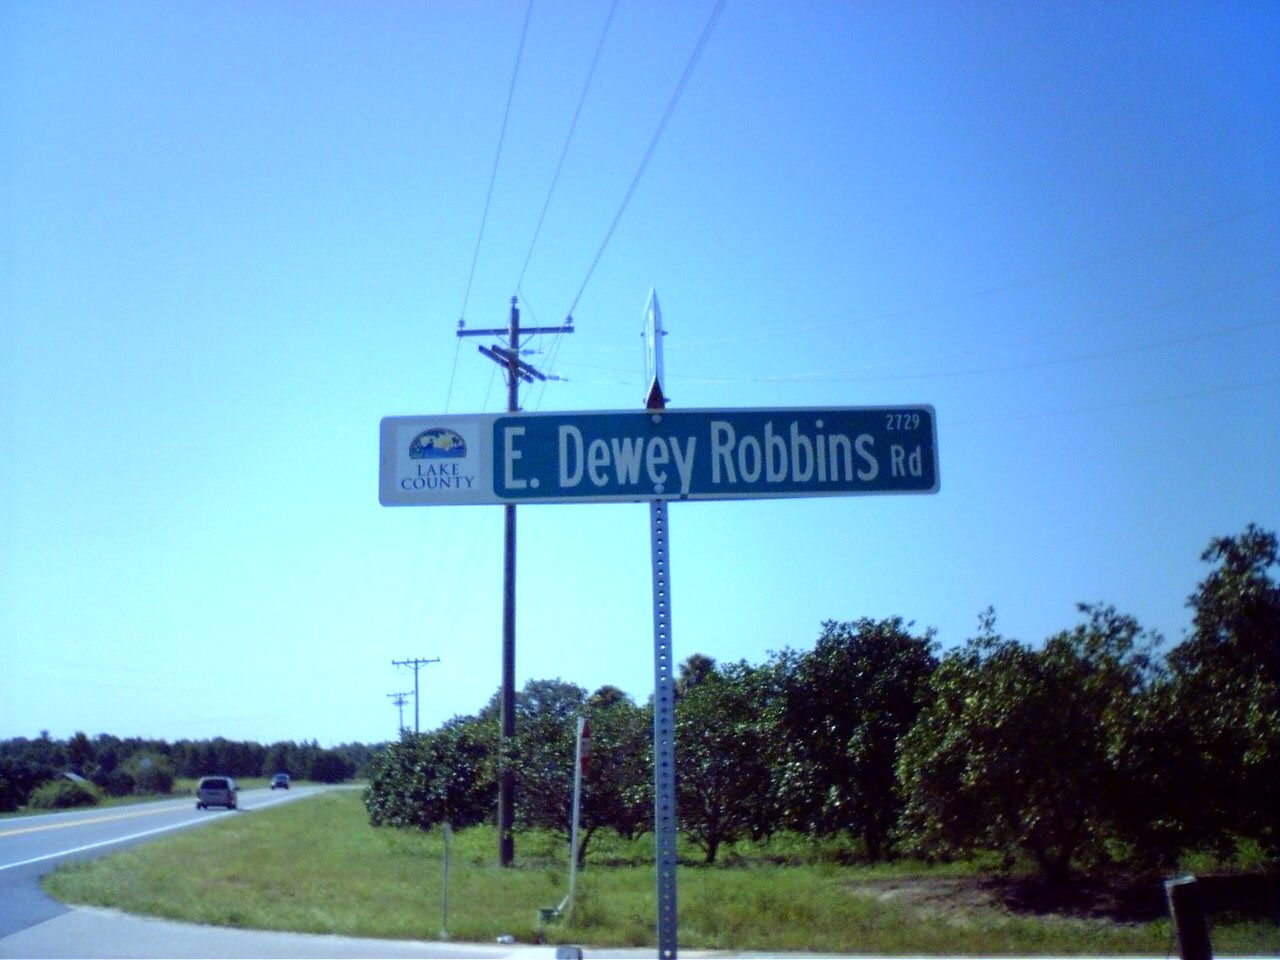 LAKE
COUNTY
E. Dewey Robbins Rd
2729